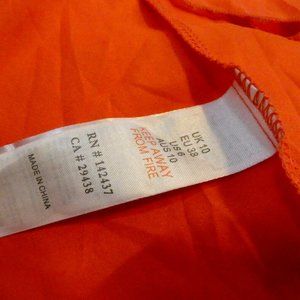 UK 10
EU 38
US 6
AUS 10
KEEP AWAY
FROM FIRE
RN # 142437
CA # 29438
MADE IN CHINA